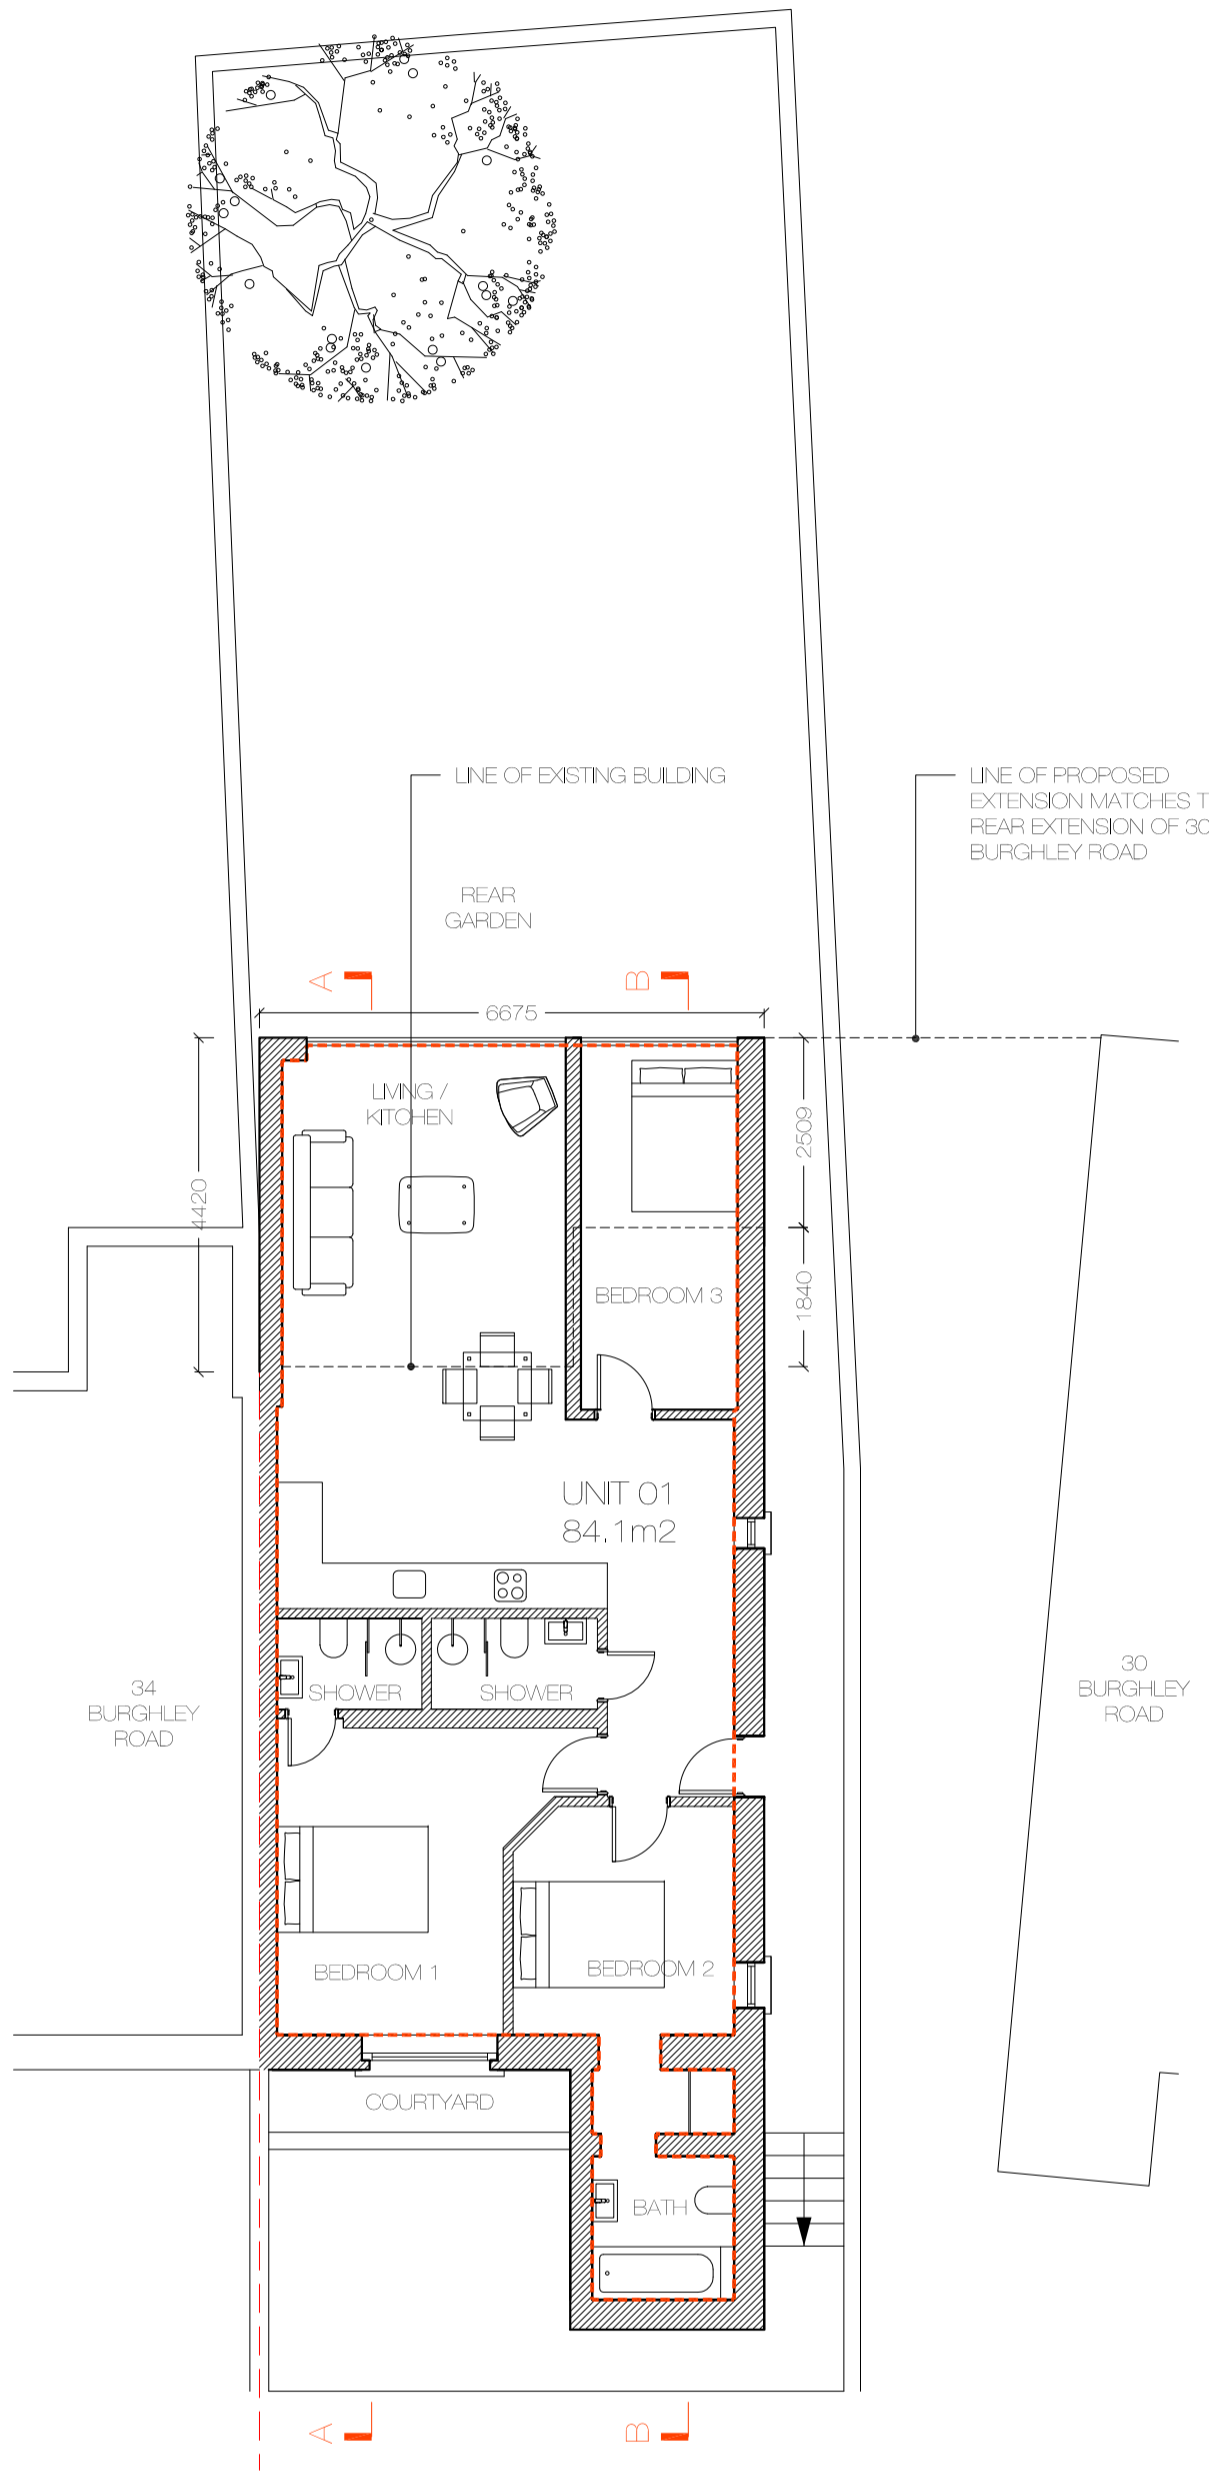 LINE OF EXISTING BUILDING
LINE OF PROPOSED
EXTENSION MATCHES T
REAR EXTENSION OF 30
BURGHLEY ROAD
REAR
GARDEN
A
B
6675
LIVING /
KITCHEN
2509
4420
1840
BEDROOM 3
UNIT 01
84.1m2
34
BURGHLEY
ROAD
SHOWER
SHOWER
30
BURGHLEY
ROAD
BEDROOM 1
BEDROOM 2
COURTYARD
BATH
A
B